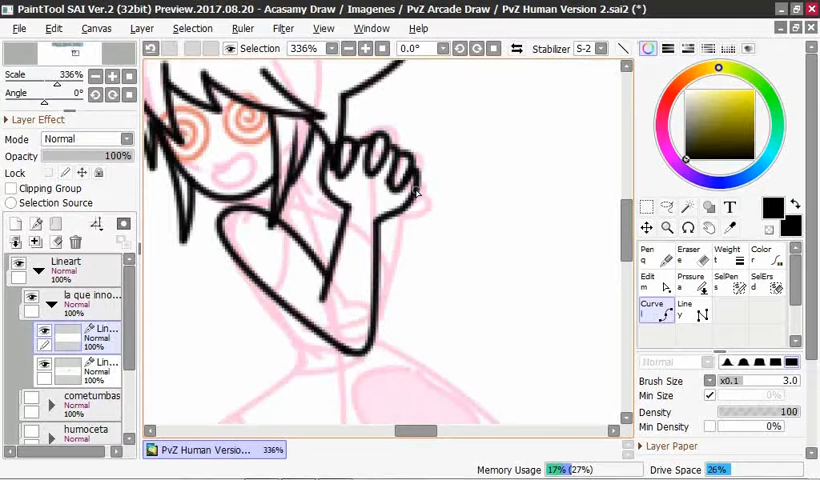 PaintTool SAI Ver.2 (32bit) Preview.2017.08.20 - Acasamy Draw / Imagenes / PvZ Arcade Draw / PvZ Human Version 2.sai2 (*)
File Edit Canvas Layer Selection Ruler Filter View Window Help
Selection 336% 0.0° Stabilizer S-2
Scale 336%
Angle 0°
Layer Effect
Mode Normal
Opacity 100%
Lock
Clipping Group
Selection Source
Lineart
Normal
100%
la que inno...
Normal
100%
Lin...
Normal
100%
Lin...
Normal
100%
cometumbas
Normal
100%
humoceta
Normal
T
Pen
q
Eraser
e
Weight
t
Color
r
Edit
m
Prssure
a
SelPen
s
SelErs
d
Curve
l
Line
y
Normal
Brush Size x0.1 3.0
Min Size 0%
Density 100
Min Density 0%
Layer Paper
PvZ Human Versio... 336%
Memory Usage 17% (27%) Drive Space 26%